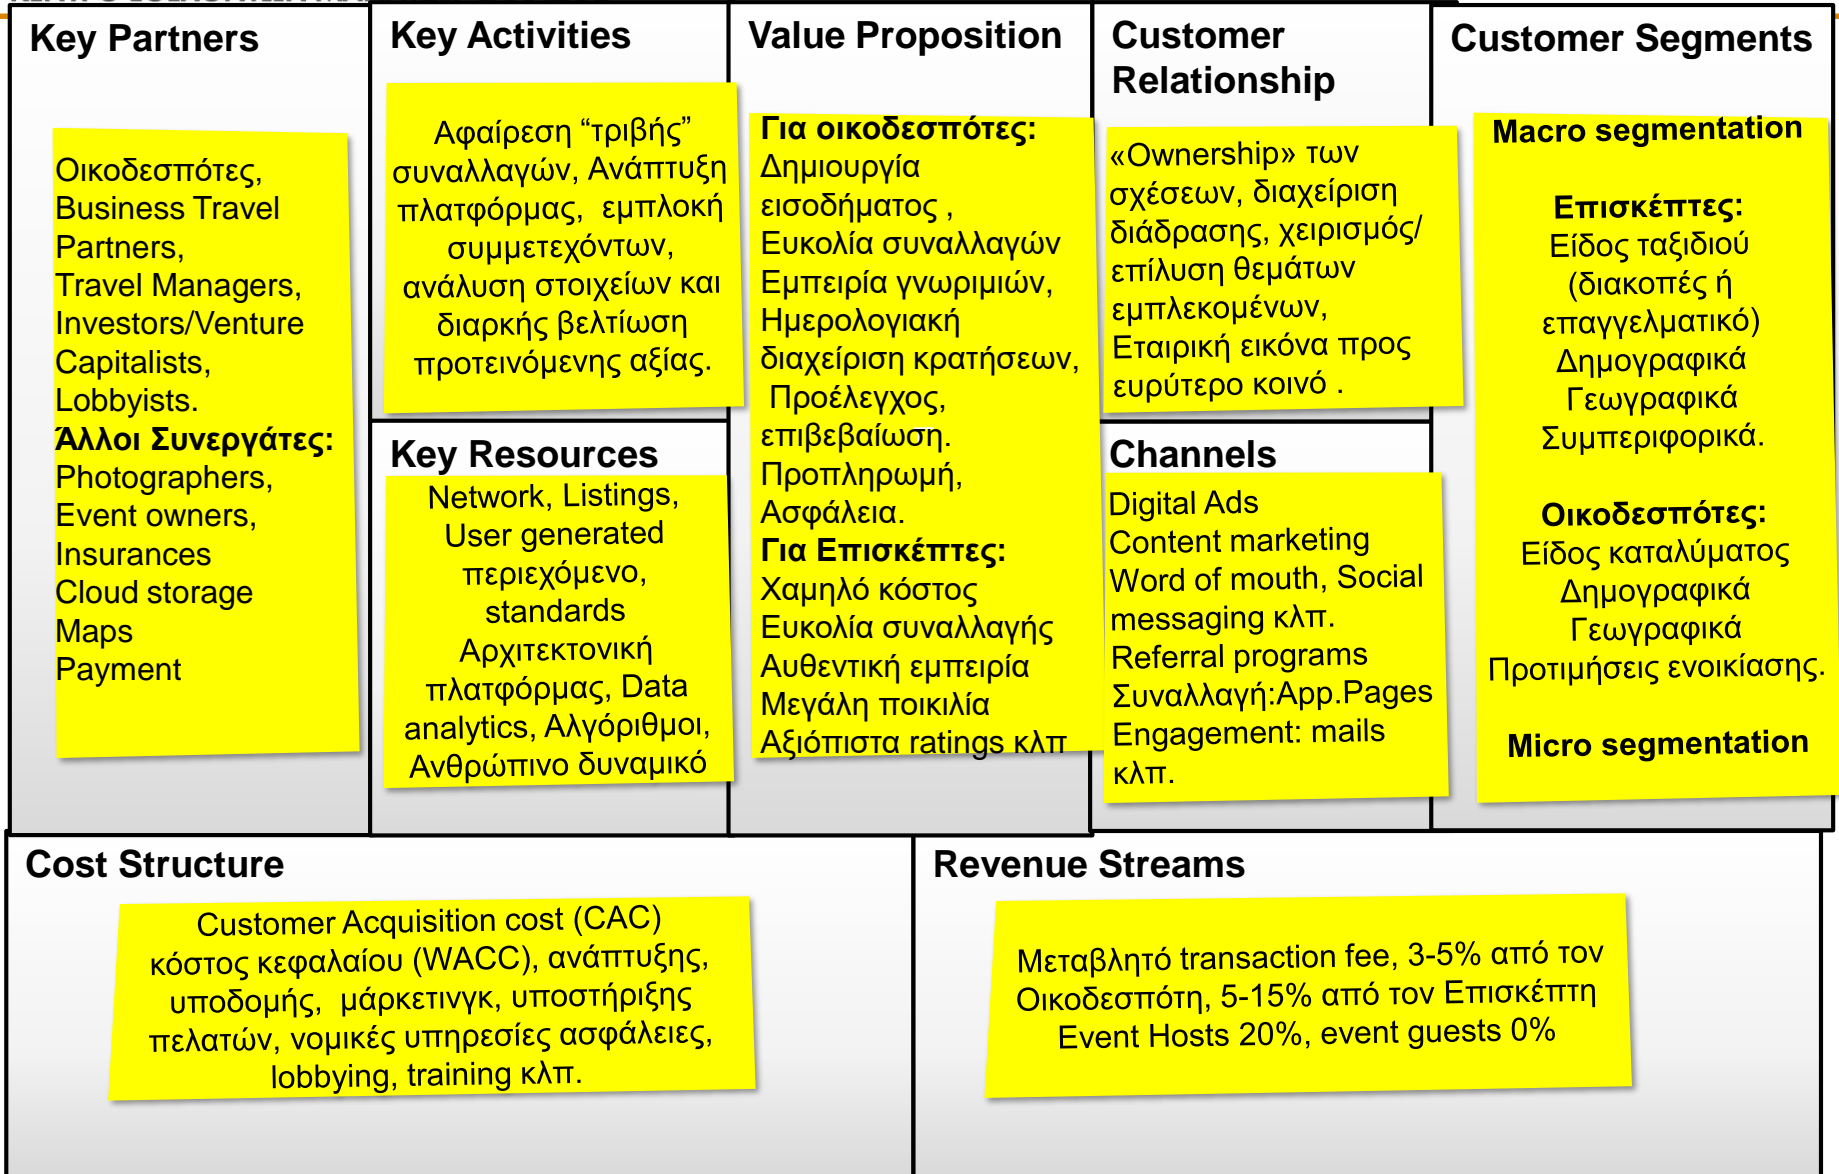 Key Partners
Οικοδεσπότες,
Business Travel
Partners,
Travel Managers,
Investors/Venture
Capitalists,
Lobbyists.
Άλλοι Συνεργάτες:
Photographers,
Event owners,
Insurances
Cloud storage
Maps
Payment
Key Activities
Αφαίρεση “τριβής”
συναλλαγών, Ανάπτυξη
πλατφόρμας, εμπλοκή
συμμετεχόντων,
ανάλυση στοιχείων και
διαρκής βελτίωση
προτεινόμενης αξίας.
Key Resources
Network, Listings,
User generated
περιεχόμενο,
standards
Αρχιτεκτονική
πλατφόρμας, Data
analytics, Αλγόριθμοι,
Ανθρώπινο δυναμικό
Value Proposition
Για οικοδεσπότες:
Δημιουργία
εισοδήματος ,
Ευκολία συναλλαγών
Εμπειρία γνωριμιών,
Ημερολογιακή
διαχείριση κρατήσεων,
Προέλεγχος,
επιβεβαίωση.
Προπληρωμή,
Ασφάλεια.
Για Επισκέπτες:
Χαμηλό κόστος
Ευκολία συναλλαγής
Αυθεντική εμπειρία
Μεγάλη ποικιλία
Αξιόπιστα ratings κλπ
Customer
Relationship
«Ownership» των
σχέσεων, διαχείριση
διάδρασης, χειρισμός/
επίλυση θεμάτων
εμπλεκομένων,
Εταιρική εικόνα προς
ευρύτερο κοινό .
Channels
Digital Ads
Content marketing
Word of mouth, Social
messaging κλπ.
Referral programs
Συναλλαγή:App.Pages
Engagement: mails
κλπ.
Customer Segments
Macro segmentation
Επισκέπτες:
Είδος ταξιδιού
(διακοπές ή
επαγγελματικό)
Δημογραφικά
Γεωγραφικά
Συμπεριφορικά.
Οικοδεσπότες:
Είδος καταλύματος
Δημογραφικά
Γεωγραφικά
Προτιμήσεις ενοικίασης.
Micro segmentation
Cost Structure
Customer Acquisition cost (CAC)
κόστος κεφαλαίου (WACC), ανάπτυξης,
υποδομής, μάρκετινγκ, υποστήριξης
πελατών, νομικές υπηρεσίες ασφάλειες,
lobbying, training κλπ.
Revenue Streams
Μεταβλητό transaction fee, 3-5% από τον
Οικοδεσπότη, 5-15% από τον Επισκέπτη
Event Hosts 20%, event guests 0%